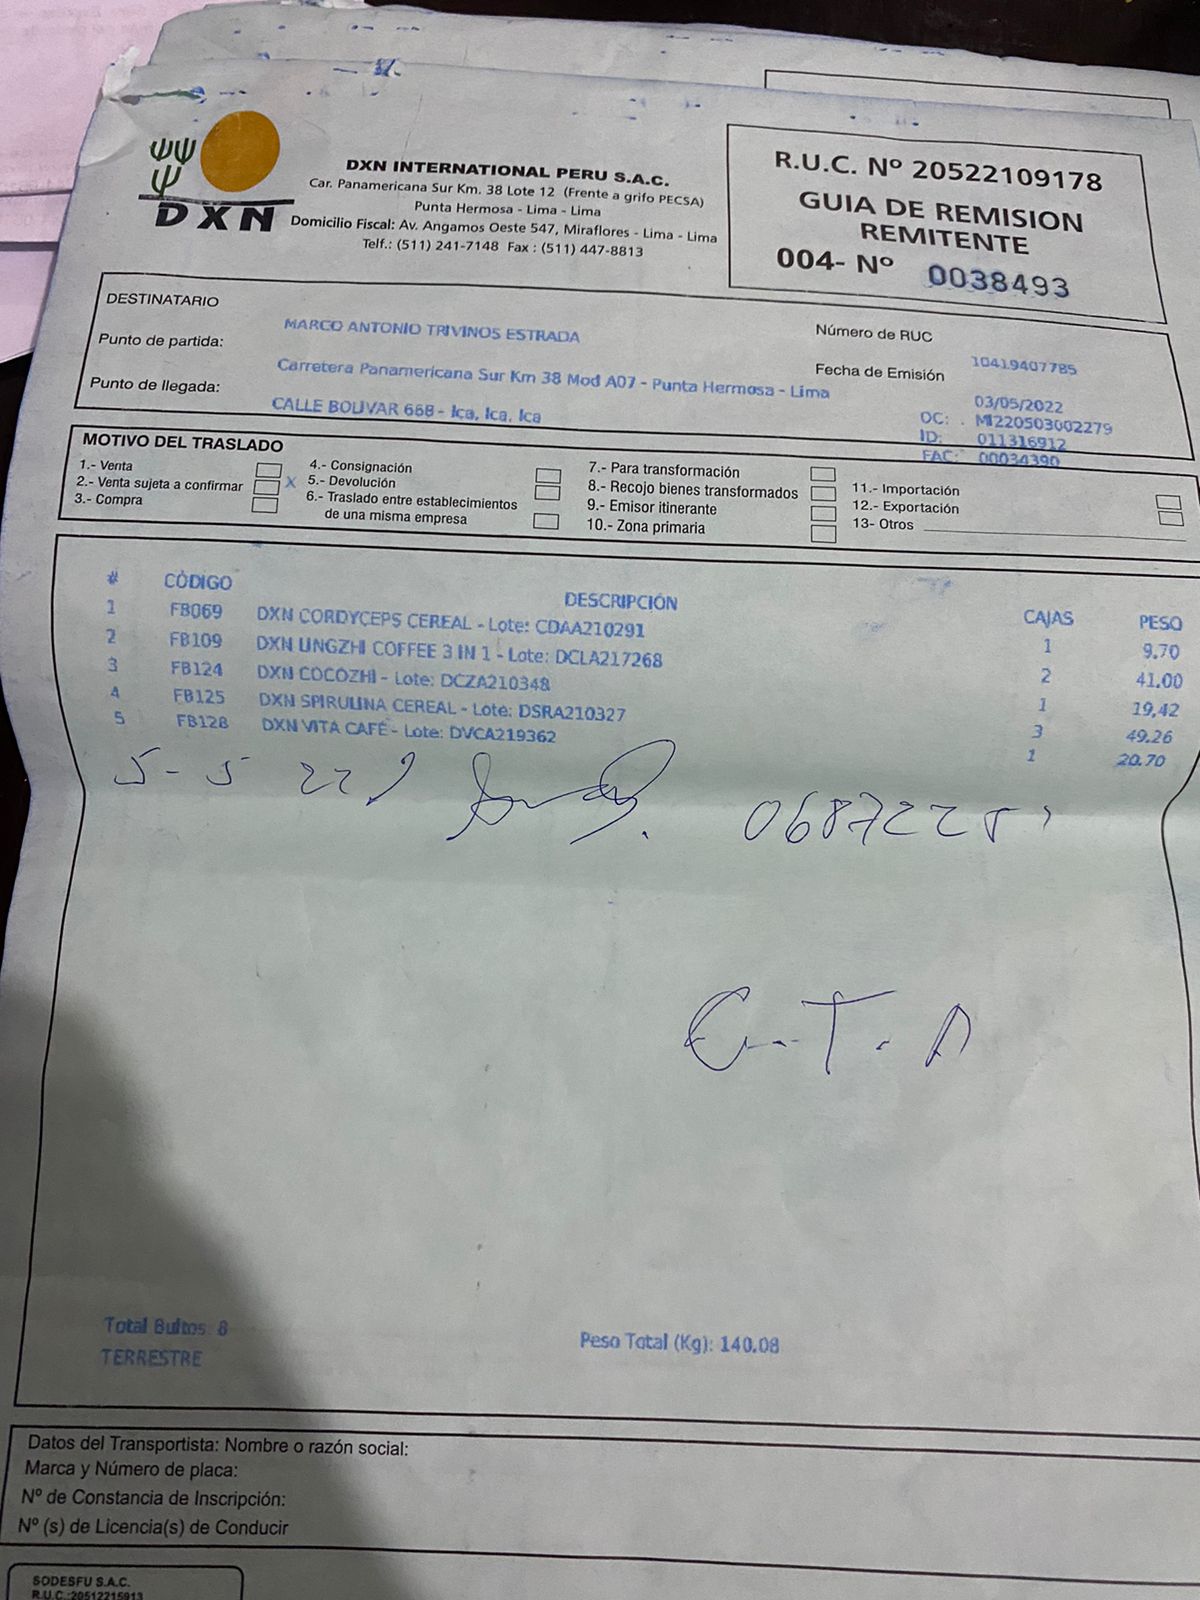 DXN
DXN INTERNATIONAL PERU S.A.C.
Car. Panamericana Sur Km. 38 Lote 12 (Frente a grifo PECSA)
Punta Hermosa - Lima - Lima
Domicilio Fiscal: Av. Angamos Oeste 547, Miraflores - Lima - Lima
Telf.: (511) 241-7148 Fax : (511) 447-8813
R.U.C. Nº 20522109178
GUIA DE REMISION
REMITENTE
004- Nº 0038493
DESTINATARIO MARCO ANTONIO TRIVINOS ESTRADA Número de RUC 10419407785
Punto de partida: Carretera Panamericana Sur Km 38 Mod A07 - Punta Hermosa - Lima Fecha de Emisión 03/05/2022
Punto de llegada: CALLE BOLIVAR 668 - Ica, Ica, Ica
OC: . MI220503002279
ID: 011316912
FAC: 00034390
MOTIVO DEL TRASLADO
1.- Venta
2.- Venta sujeta a confirmar X
3.- Compra
4.- Consignación
5.- Devolución
6.- Traslado entre establecimientos
de una misma empresa
7.- Para transformación
8.- Recojo bienes transformados
9.- Emisor itinerante
10.- Zona primaria
11.- Importación
12.- Exportación
13- Otros
# CÓDIGO DESCRIPCIÓN CAJAS PESO
1 FB069 DXN CORDYCEPS CEREAL - Lote: CDAA210291 1 9.70
2 FB109 DXN LINGZHI COFFEE 3 IN 1 - Lote: DCLA217268 2 41.00
3 FB124 DXN COCOZHI - Lote: DCZA210348 1 19,42
4 FB125 DXN SPIRULINA CEREAL - Lote: DSRA210327 3 49.26
5 FB128 DXN VITA CAFÉ - Lote: DVCA219362 1 20.70
5 - 5 22
Total Bultos: 8 Peso Total (Kg): 140.08
TERRESTRE
Datos del Transportista: Nombre o razón social:
Marca y Número de placa:
Nº de Constancia de Inscripción:
Nº (s) de Licencia(s) de Conducir
SODESFU S.A.C.
R.U.C.:20512215913